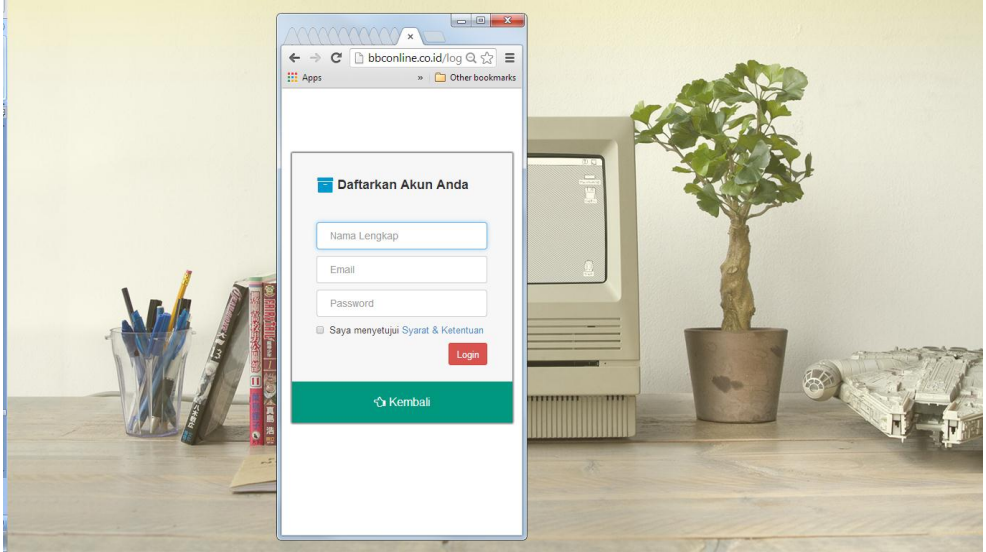 bbconline.co.id/log
Apps
»
Other bookmarks
Daftarkan Akun Anda
Nama Lengkap
Email
Password
Saya menyetujui Syarat & Ketentuan
Login
Kembali